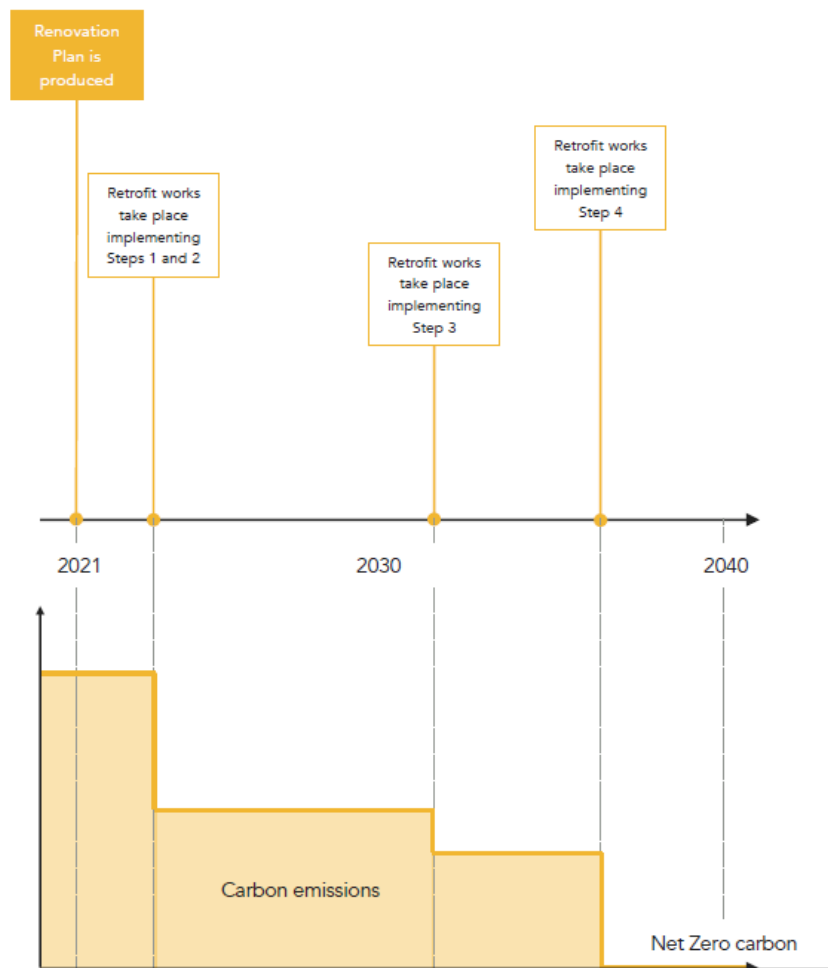 Renovation
Plan is
produced
Retrofit works
take place
implementing
Steps 1 and 2
Retrofit works
take place
implementing
Step 3
Retrofit works
take place
implementing
Step 4
2021
2030
2040
Carbon emissions
Net Zero carbon